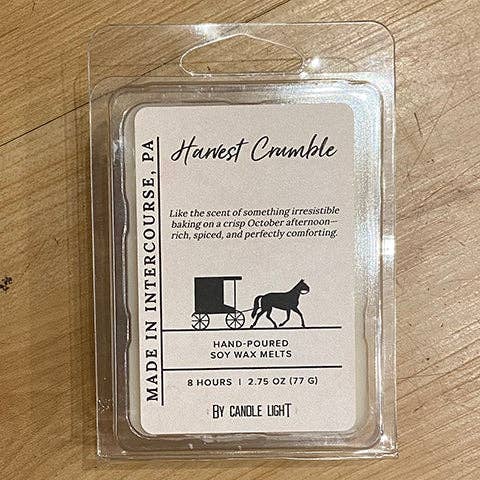 Harvest Crumble
Like the scent of something irresistible
baking on a crisp October afternoon—
rich, spiced, and perfectly comforting.
MADE IN INTERCOURSE, PA
HAND-POURED
SOY WAX MELTS
8 HOURS | 2.75 OZ (77 G)
BY CANDLE LIGHT